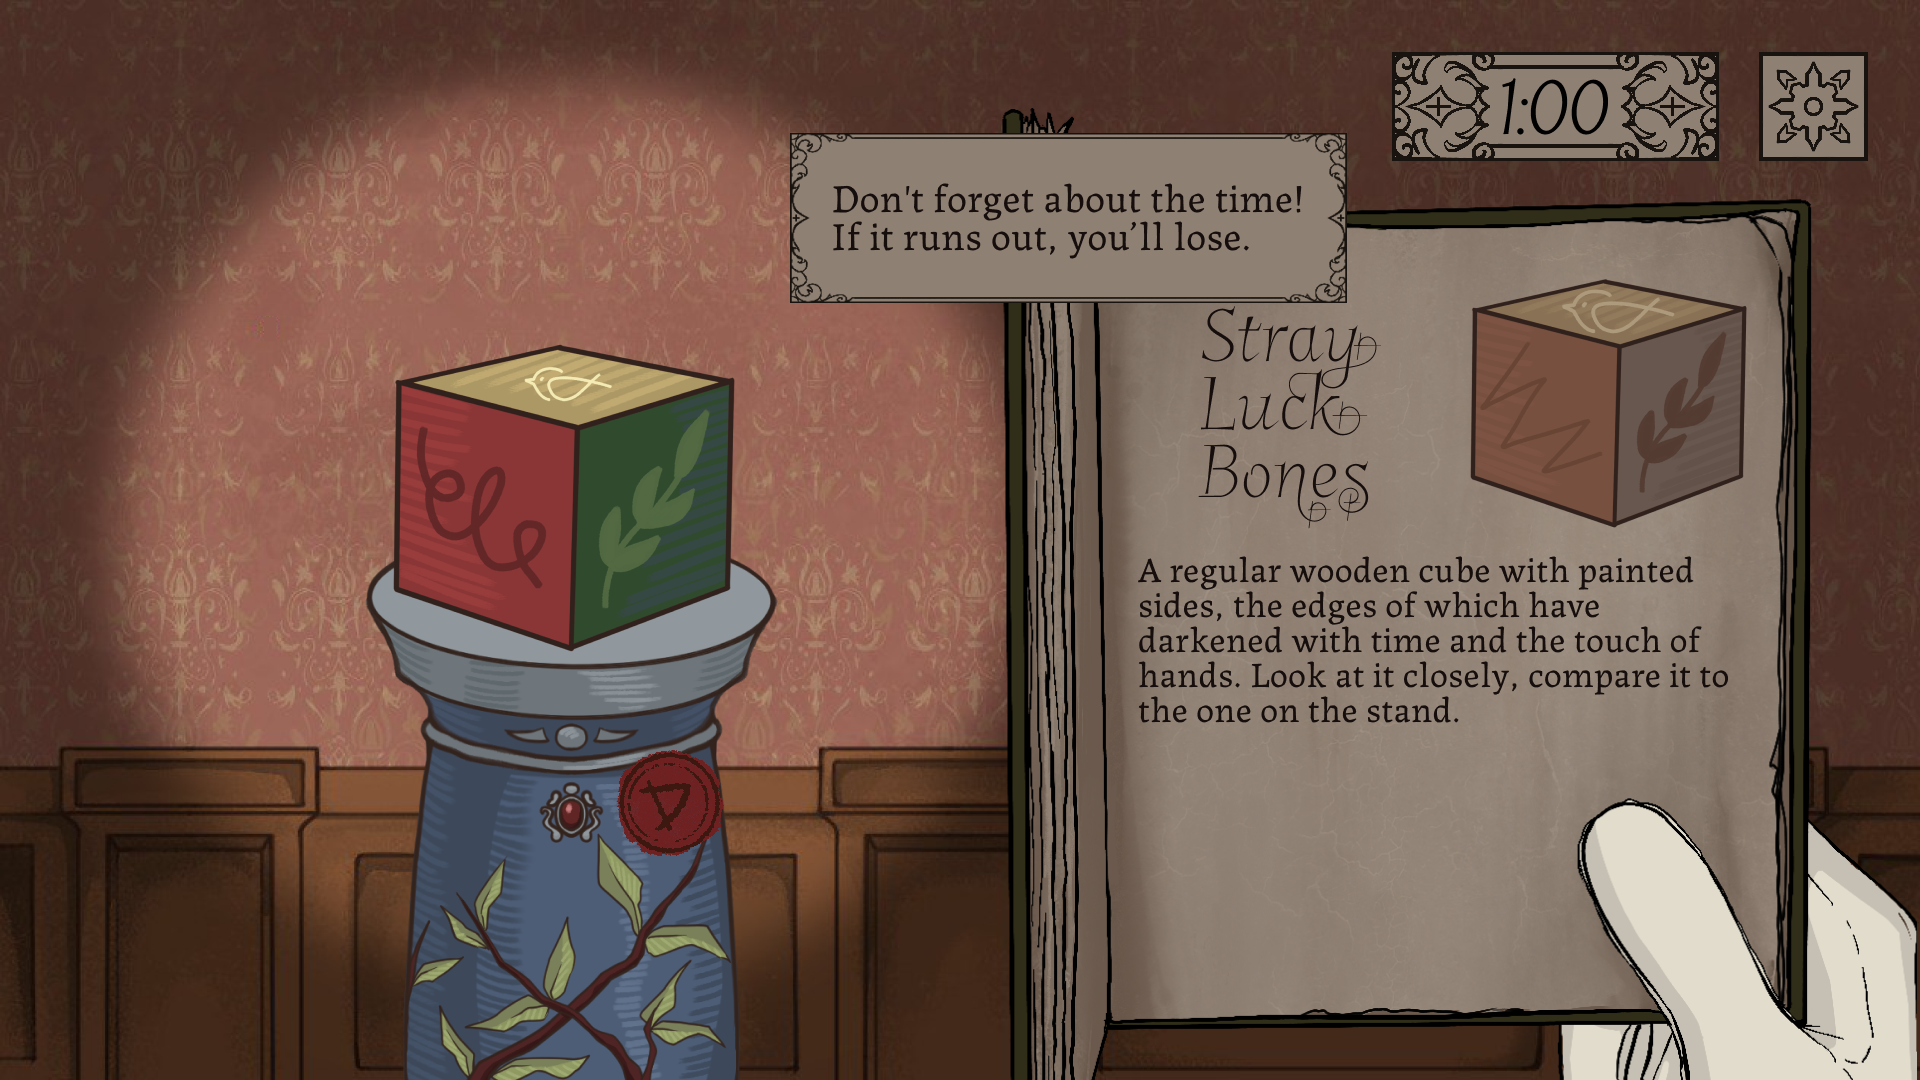 1:00
Don't forget about the time!
If it runs out, you’ll lose.
Stray
Luck
Bones
A regular wooden cube with painted
sides, the edges of which have
darkened with time and the touch of
hands. Look at it closely, compare it to
the one on the stand.